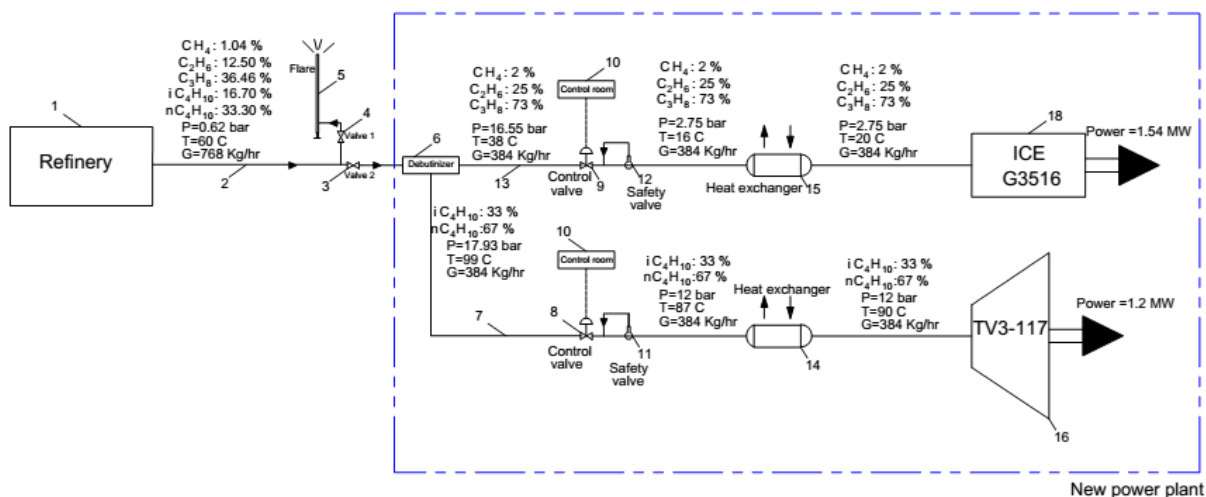 1
Refinery
CH4: 1.04 %
C2H6: 12.50 %
C3H8: 36.46 %
iC4H10: 16.70 %
nC4H10: 33.30 %
P=0.62 bar
T=60 C
G=768 Kg/hr
2
Flare
5
4
Valve 1
3
Valve 2
6
Debutinizer
CH4: 2 %
C2H6: 25 %
C3H8: 73 %
P=16.55 bar
T=38 C
G=384 Kg/hr
13
10
Control room
Control
valve
9
12
Safety
valve
CH4: 2 %
C2H6: 25 %
C3H8: 73 %
P=2.75 bar
T=16 C
G=384 Kg/hr
Heat exchanger
15
CH4: 2 %
C2H6: 25 %
C3H8: 73 %
P=2.75 bar
T=20 C
G=384 Kg/hr
18
ICE
G3516
Power =1.54 MW
iC4H10: 33 %
nC4H10: 67 %
P=17.93 bar
T=99 C
G=384 Kg/hr
7
10
Control room
8
Control
valve
11
Safety
valve
iC4H10: 33 %
nC4H10: 67 %
P=12 bar
T=87 C
G=384 Kg/hr
Heat exchanger
14
iC4H10: 33 %
nC4H10: 67 %
P=12 bar
T=90 C
G=384 Kg/hr
TV3-117
16
Power =1.2 MW
New power plant